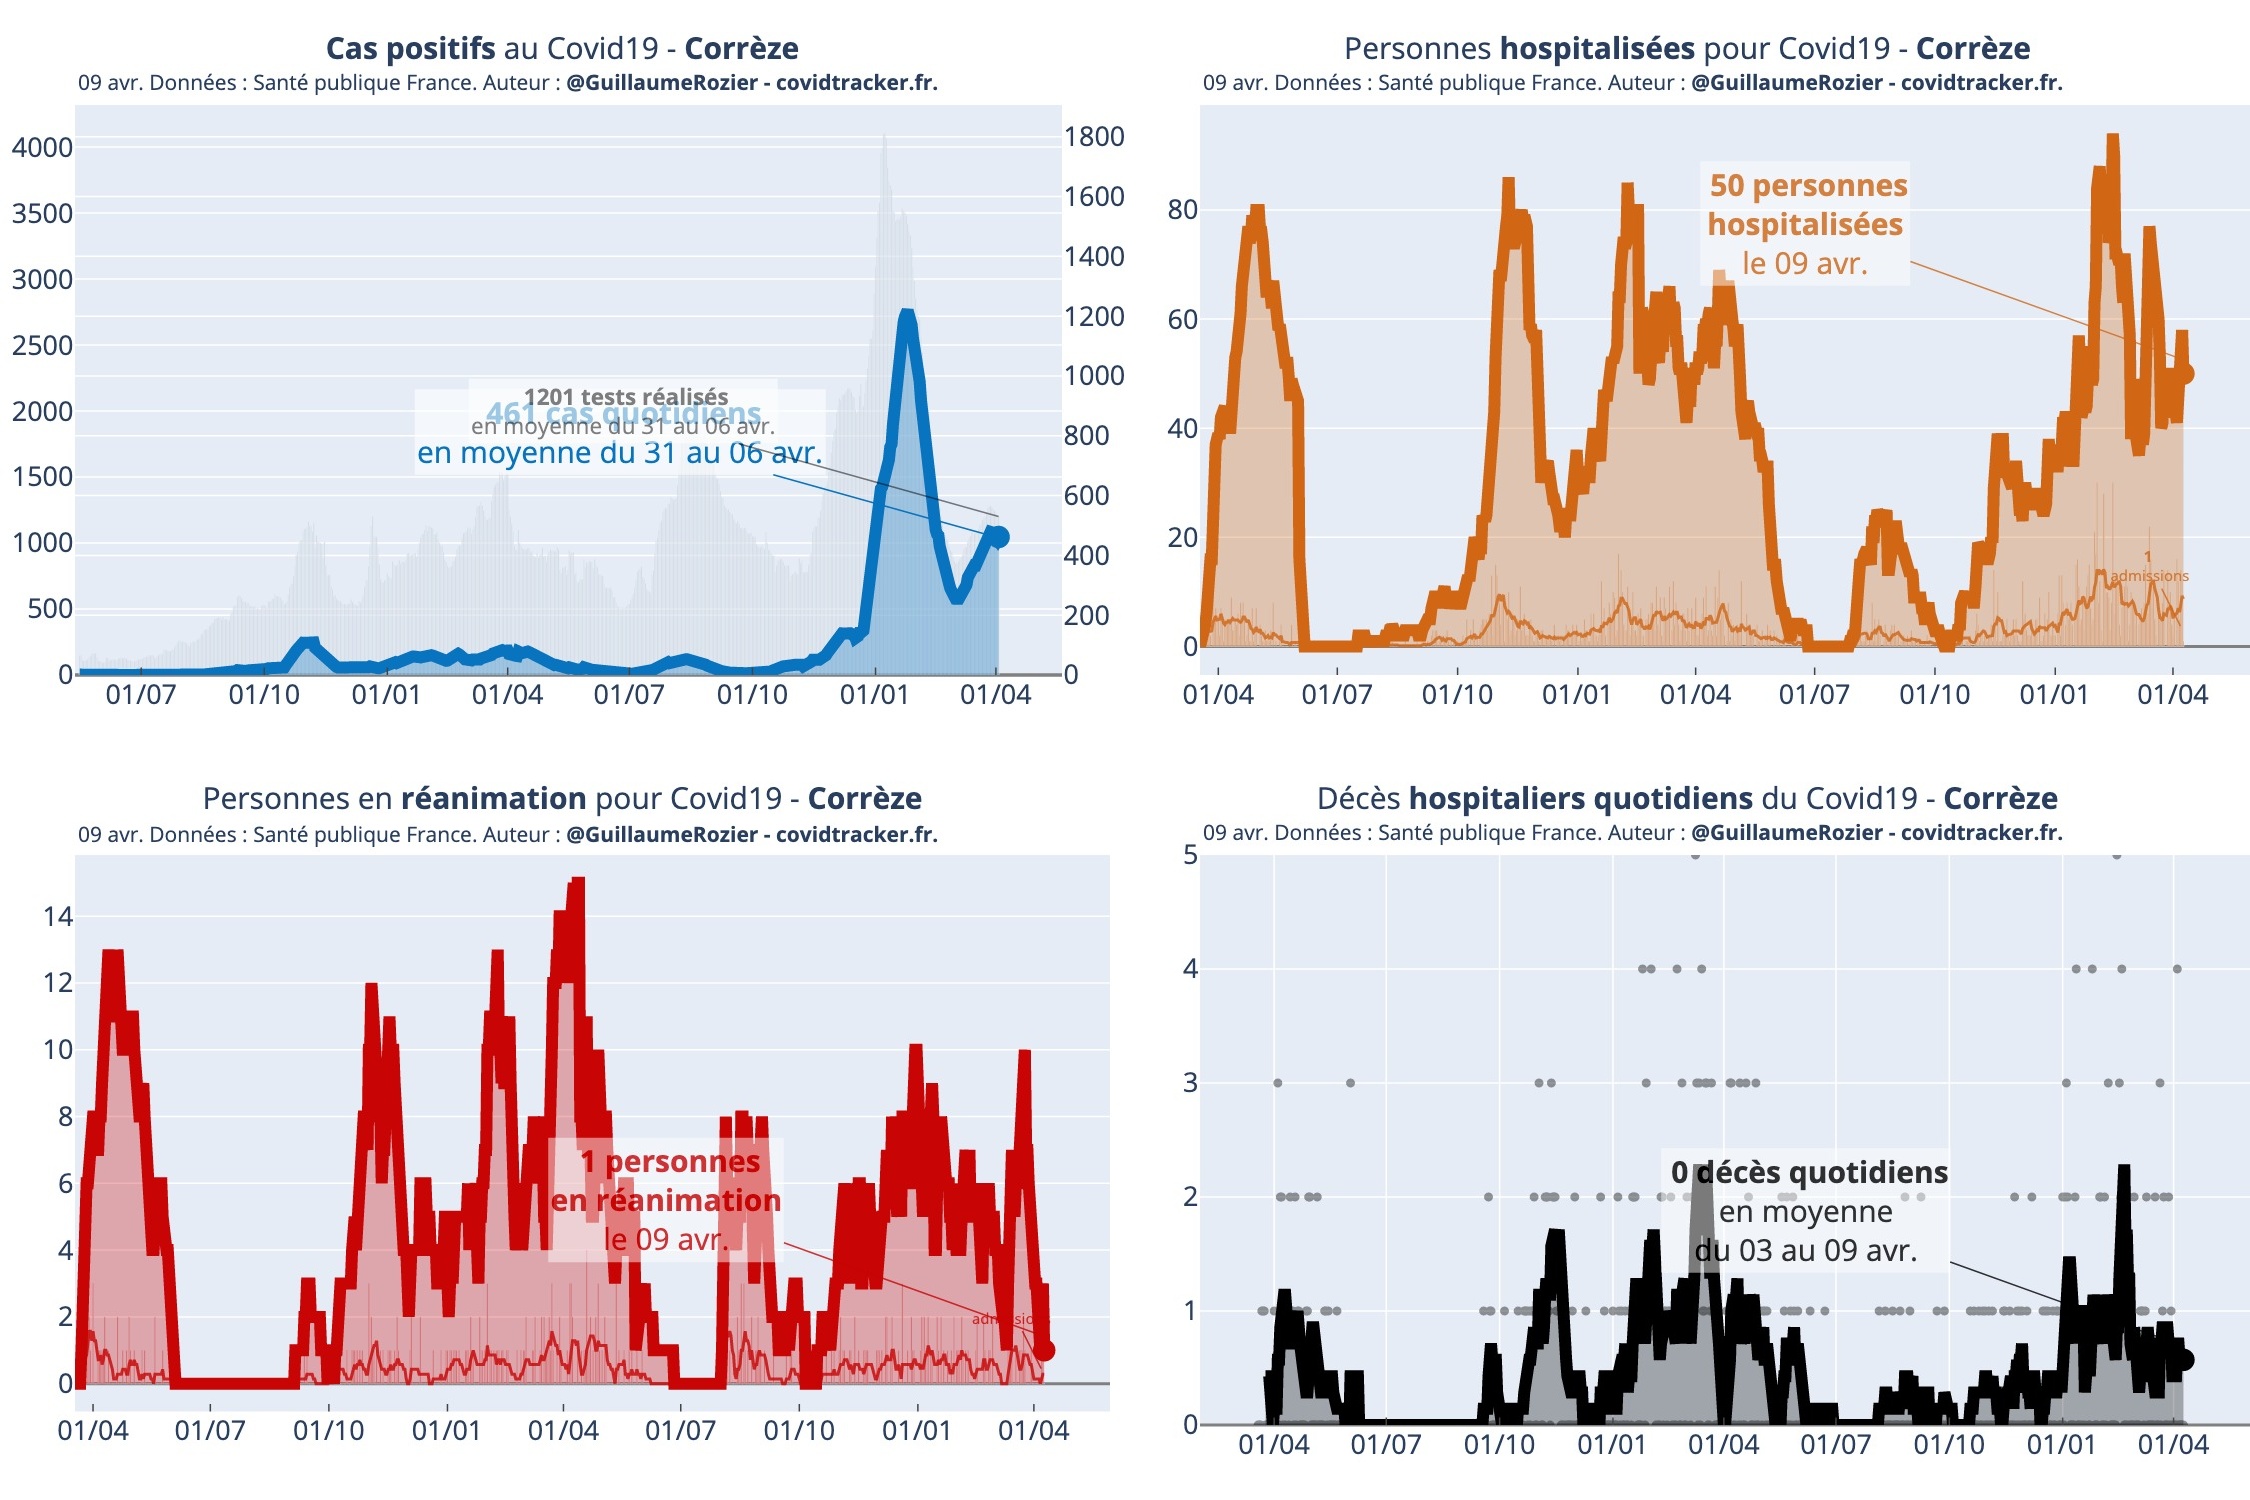 Cas positifs au Covid19 - Corrèze
09 avr. Données : Santé publique France. Auteur : @GuillaumeRozier - covidtracker.fr.
4000
3500
3000
2500
2000
1500
1000
500
0
1800
1600
1400
1200
1000
800
600
400
200
0
1201 tests réalisés
461 cas quotidiens
en moyenne du 31 au 06 avr.
en moyenne du 31 au 06 avr.
01/07 01/10 01/01 01/04 01/07 01/10 01/01 01/04
Personnes hospitalisées pour Covid19 - Corrèze
09 avr. Données : Santé publique France. Auteur : @GuillaumeRozier - covidtracker.fr.
80
60
40
20
0
50 personnes
hospitalisées
le 09 avr.
1
admissions
01/04 01/07 01/10 01/01 01/04 01/07 01/10 01/01 01/04
Personnes en réanimation pour Covid19 - Corrèze
09 avr. Données : Santé publique France. Auteur : @GuillaumeRozier - covidtracker.fr.
14
12
10
8
6
4
2
0
1 personnes
en réanimation
le 09 avr.
admissions
01/04 01/07 01/10 01/01 01/04 01/07 01/10 01/01 01/04
Décès hospitaliers quotidiens du Covid19 - Corrèze
09 avr. Données : Santé publique France. Auteur : @GuillaumeRozier - covidtracker.fr.
5
4
3
2
1
0
0 décès quotidiens
en moyenne
du 03 au 09 avr.
01/04 01/07 01/10 01/01 01/04 01/07 01/10 01/01 01/04